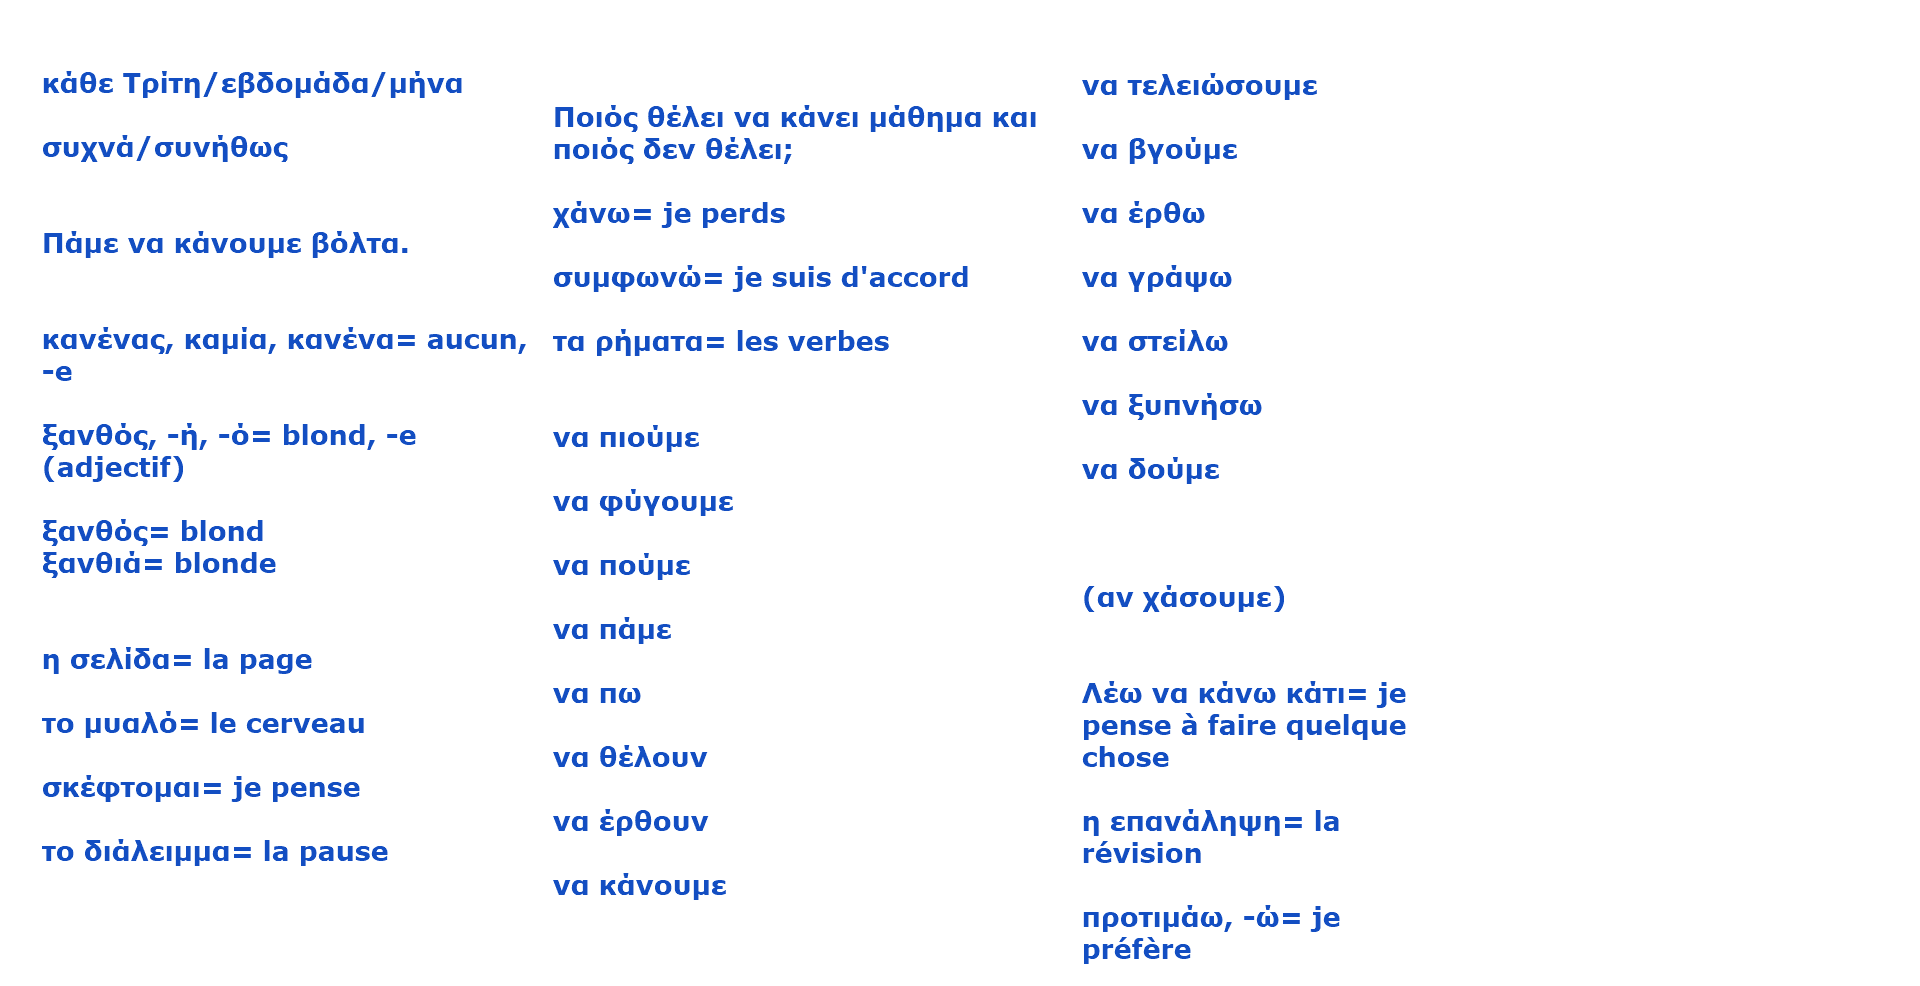 κάθε Τρίτη/εβδομάδα/μήνα
συχνά/συνήθως
Πάμε να κάνουμε βόλτα.
κανένας, καμία, κανένα= aucun,
-e
ξανθός, -ή, -ό= blond, -e
(adjectif)
ξανθός= blond
ξανθιά= blonde
η σελίδα= la page
το μυαλό= le cerveau
σκέφτομαι= je pense
το διάλειμμα= la pause
Ποιός θέλει να κάνει μάθημα και
ποιός δεν θέλει;
χάνω= je perds
συμφωνώ= je suis d'accord
τα ρήματα= les verbes
να πιούμε
να φύγουμε
να πούμε
να πάμε
να πω
να θέλουν
να έρθουν
να κάνουμε
να τελειώσουμε
να βγούμε
να έρθω
να γράψω
να στείλω
να ξυπνήσω
να δούμε
(αν χάσουμε)
Λέω να κάνω κάτι= je
pense à faire quelque
chose
η επανάληψη= la
révision
προτιμάω, -ώ= je
préfère